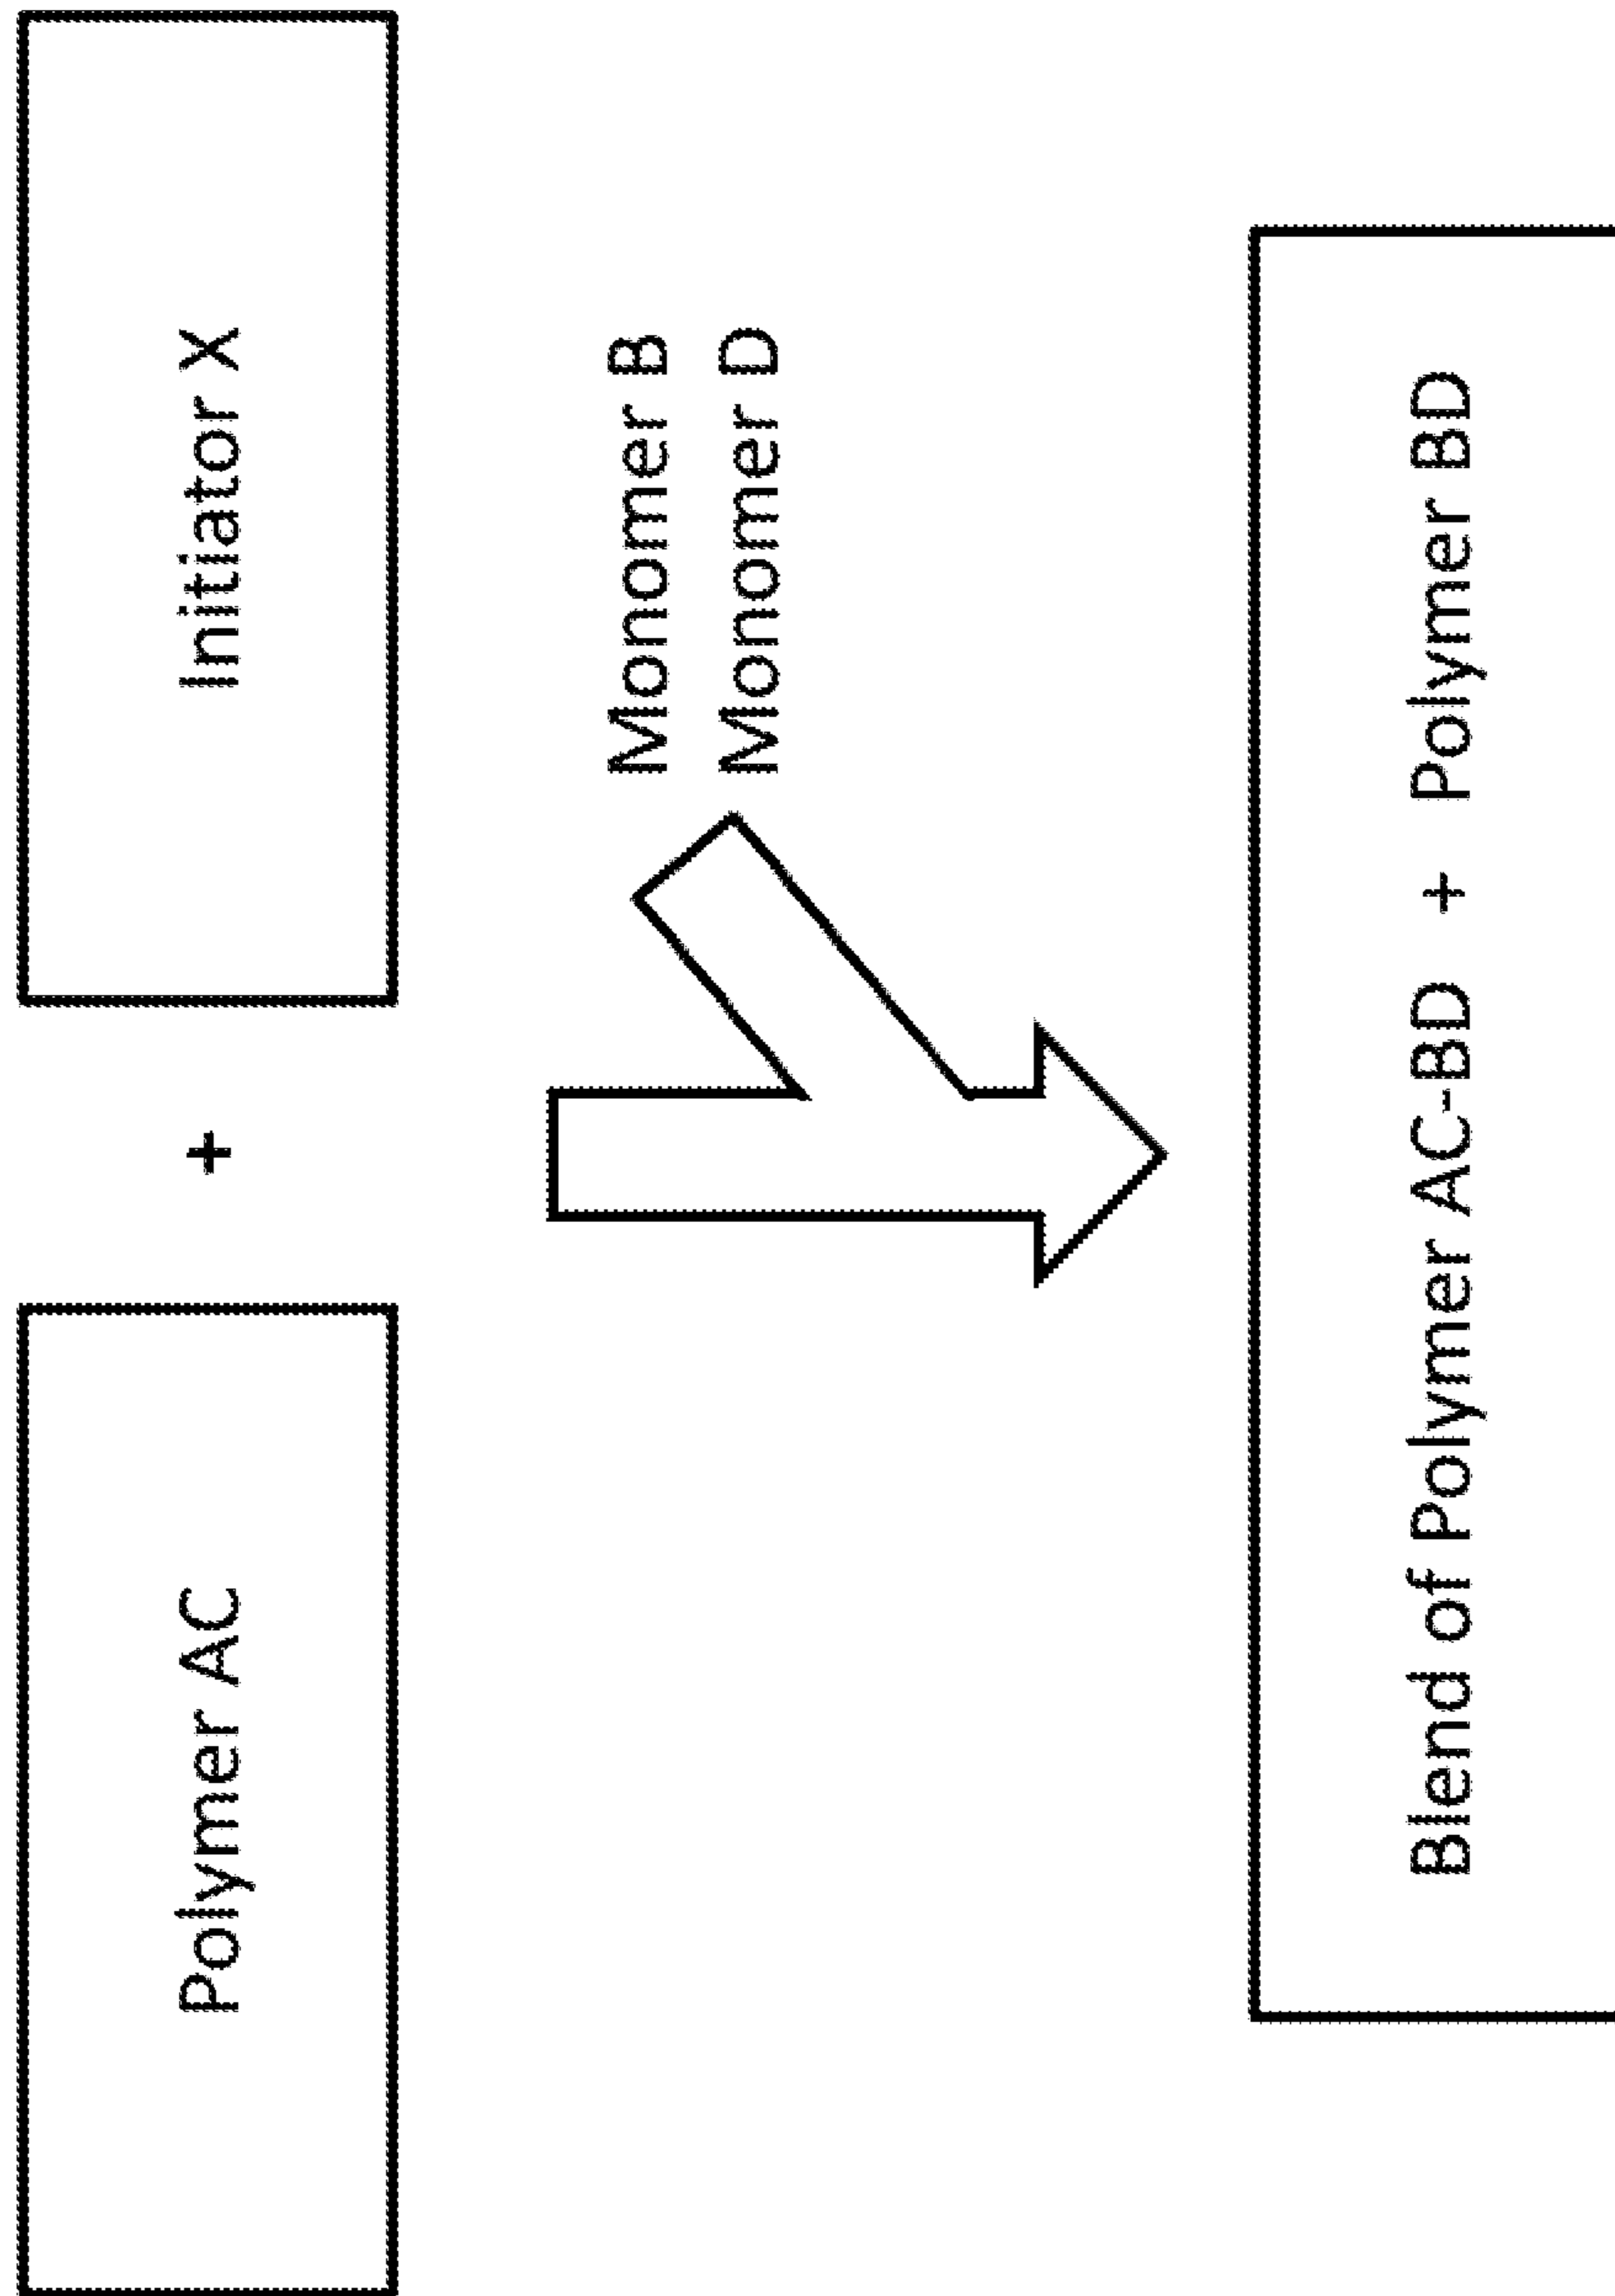 Polymer AC + Initiator X
Monomer B
Monomer D
Blend of Polymer AC-BD + Polymer BD